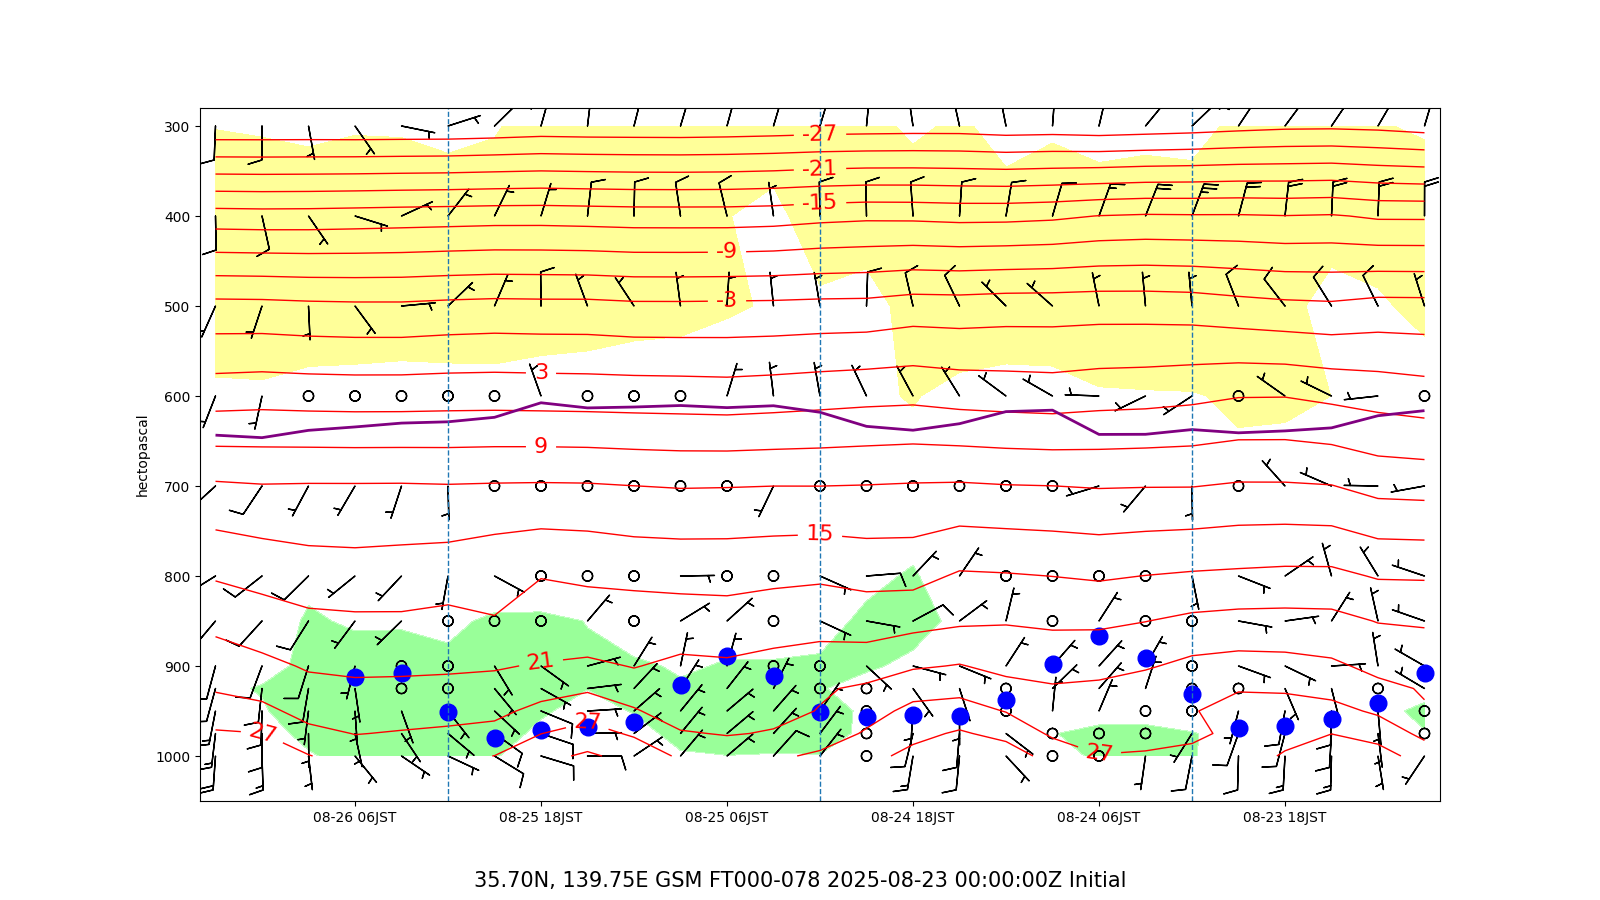 300
400
500
600
700
800
900
1000
hectopascal
-27
-21
-15
-9
-3
3
9
15
21
27
27
27
08-26 06JST
08-25 18JST
08-25 06JST
08-24 18JST
08-24 06JST
08-23 18JST
35.70N, 139.75E GSM FT000-078 2025-08-23 00:00:00Z Initial